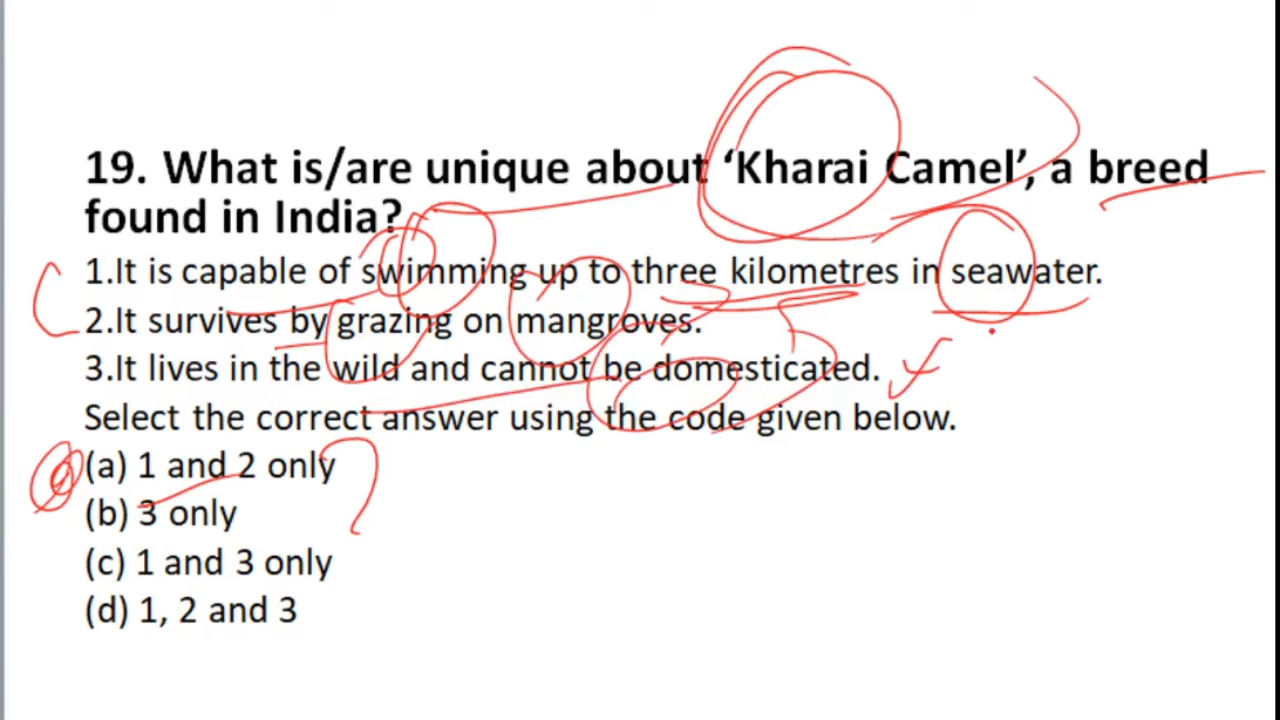 19. What is/are unique about ‘Kharai Camel’, a breed
found in India?
1.It is capable of swimming up to three kilometres in seawater.
2.It survives by grazing on mangroves.
3.It lives in the wild and cannot be domesticated.
Select the correct answer using the code given below.
(a) 1 and 2 only
(b) 3 only
(c) 1 and 3 only
(d) 1, 2 and 3